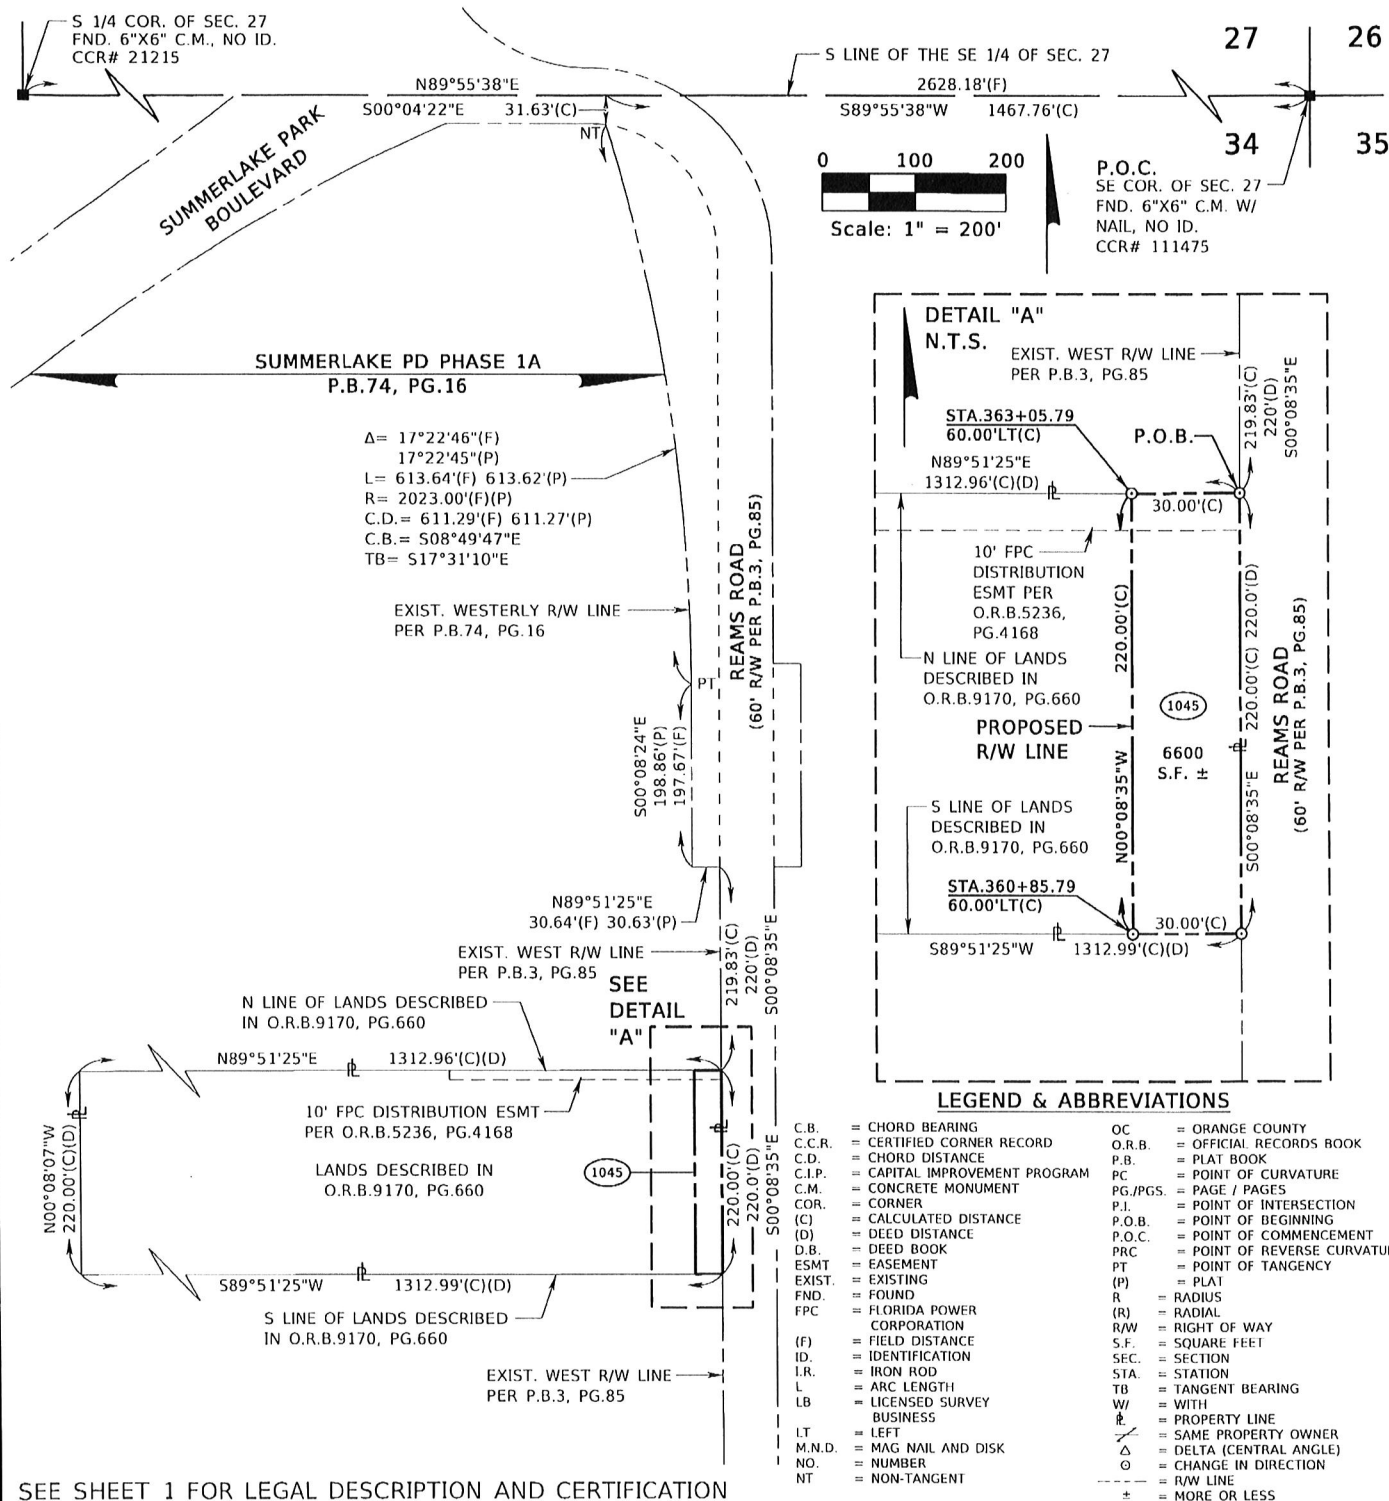 S 1/4 COR. OF SEC. 27
FND. 6"X6" C.M., NO ID.
CCR# 21215
N89°55'38"E
S00°04'22"E 31.63'(C)
NT
S LINE OF THE SE 1/4 OF SEC. 27
2628.18'(F)
S89°55'38"W 1467.76'(C)
27 26
34 35
P.O.C.
SE COR. OF SEC. 27
FND. 6"X6" C.M. W/
NAIL, NO ID.
CCR# 111475
0 100 200
Scale: 1" = 200'
SUMMERLAKE PARK
BOULEVARD
SUMMERLAKE PD PHASE 1A
P.B.74, PG.16
Δ= 17°22'46"(F)
17°22'45"(P)
L= 613.64'(F) 613.62'(P)
R= 2023.00'(F)(P)
C.D.= 611.29'(F) 611.27'(P)
C.B.= S08°49'47"E
TB= S17°31'10"E
EXIST. WESTERLY R/W LINE
PER P.B.74, PG.16
REAMS ROAD
(60' R/W PER P.B.3, PG.85)
PT
S00°08'24"E
198.86'(P)
197.67'(F)
N89°51'25"E
30.64'(F) 30.63'(P)
EXIST. WEST R/W LINE
PER P.B.3, PG.85
219.83'(C)
220'(D)
S00°08'35"E
SEE
DETAIL
"A"
N LINE OF LANDS DESCRIBED
IN O.R.B.9170, PG.660
N89°51'25"E ⅊ 1312.96'(C)(D)
10' FPC DISTRIBUTION ESMT
PER O.R.B.5236, PG.4168
LANDS DESCRIBED IN
O.R.B.9170, PG.660
1045
⅊
N00°08'07"W
220.00'(C)(D)
⅊
220.00'(C)
220.0'(D)
S00°08'35"E
S89°51'25"W ⅊ 1312.99'(C)(D)
S LINE OF LANDS DESCRIBED
IN O.R.B.9170, PG.660
EXIST. WEST R/W LINE
PER P.B.3, PG.85
DETAIL "A"
N.T.S.
EXIST. WEST R/W LINE
PER P.B.3, PG.85
219.83'(C)
220'(D)
S00°08'35"E
STA.363+05.79
60.00'LT(C)
P.O.B.
N89°51'25"E
1312.96'(C)(D) ⅊
30.00'(C)
10' FPC
DISTRIBUTION
ESMT PER
O.R.B.5236,
PG.4168
N LINE OF LANDS
DESCRIBED IN
O.R.B.9170, PG.660
PROPOSED
R/W LINE
N00°08'35"W 220.00'(C)
1045
6600
S.F. ±
⅊
S00°08'35"E 220.00'(C) 220.0'(D)
REAMS ROAD
(60' R/W PER P.B.3, PG.85)
S LINE OF LANDS
DESCRIBED IN
O.R.B.9170, PG.660
STA.360+85.79
60.00'LT(C)
30.00'(C)
S89°51'25"W ⅊ 1312.99'(C)(D)
LEGEND & ABBREVIATIONS
C.B. = CHORD BEARING
C.C.R. = CERTIFIED CORNER RECORD
C.D. = CHORD DISTANCE
C.I.P. = CAPITAL IMPROVEMENT PROGRAM
C.M. = CONCRETE MONUMENT
COR. = CORNER
(C) = CALCULATED DISTANCE
(D) = DEED DISTANCE
D.B. = DEED BOOK
ESMT = EASEMENT
EXIST. = EXISTING
FND. = FOUND
FPC = FLORIDA POWER
CORPORATION
(F) = FIELD DISTANCE
ID. = IDENTIFICATION
I.R. = IRON ROD
L = ARC LENGTH
LB = LICENSED SURVEY
BUSINESS
LT = LEFT
M.N.D. = MAG NAIL AND DISK
NO. = NUMBER
NT = NON-TANGENT
OC = ORANGE COUNTY
O.R.B. = OFFICIAL RECORDS BOOK
P.B. = PLAT BOOK
PC = POINT OF CURVATURE
PG./PGS. = PAGE / PAGES
P.I. = POINT OF INTERSECTION
P.O.B. = POINT OF BEGINNING
P.O.C. = POINT OF COMMENCEMENT
PRC = POINT OF REVERSE CURVATU
PT = POINT OF TANGENCY
(P) = PLAT
R = RADIUS
(R) = RADIAL
R/W = RIGHT OF WAY
S.F. = SQUARE FEET
SEC. = SECTION
STA. = STATION
TB = TANGENT BEARING
W/ = WITH
⅊ = PROPERTY LINE
= SAME PROPERTY OWNER
Δ = DELTA (CENTRAL ANGLE)
⊙ = CHANGE IN DIRECTION
= R/W LINE
± = MORE OR LESS
SEE SHEET 1 FOR LEGAL DESCRIPTION AND CERTIFICATION